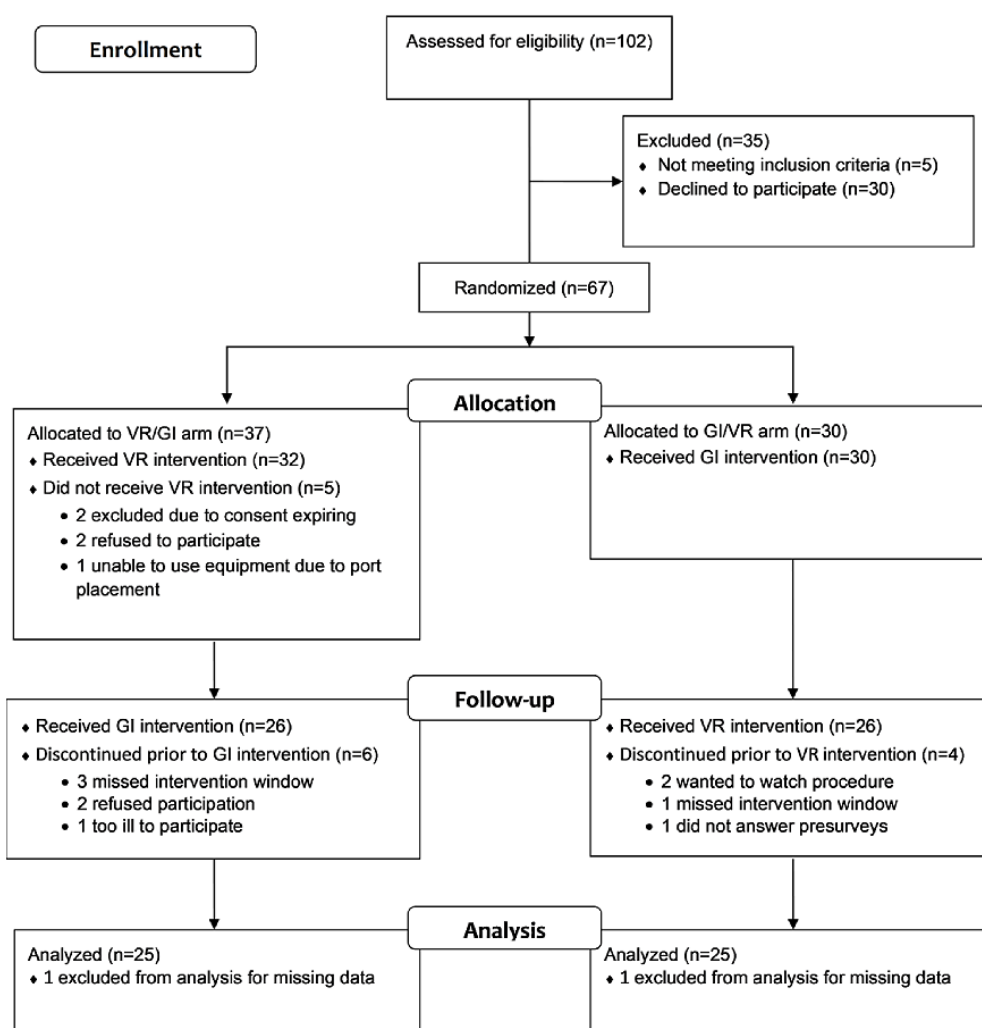 Enrollment
Assessed for eligibility (n=102)
Excluded (n=35)
♦ Not meeting inclusion criteria (n=5)
♦ Declined to participate (n=30)
Randomized (n=67)
Allocation
Allocated to VR/GI arm (n=37)
♦ Received VR intervention (n=32)
♦ Did not receive VR intervention (n=5)
• 2 excluded due to consent expiring
• 2 refused to participate
• 1 unable to use equipment due to port
placement
Allocated to GI/VR arm (n=30)
♦ Received GI intervention (n=30)
Follow-up
♦ Received GI intervention (n=26)
♦ Discontinued prior to GI intervention (n=6)
• 3 missed intervention window
• 2 refused participation
• 1 too ill to participate
♦ Received VR intervention (n=26)
♦ Discontinued prior to VR intervention (n=4)
• 2 wanted to watch procedure
• 1 missed intervention window
• 1 did not answer presurveys
Analysis
Analyzed (n=25)
♦ 1 excluded from analysis for missing data
Analyzed (n=25)
♦ 1 excluded from analysis for missing data